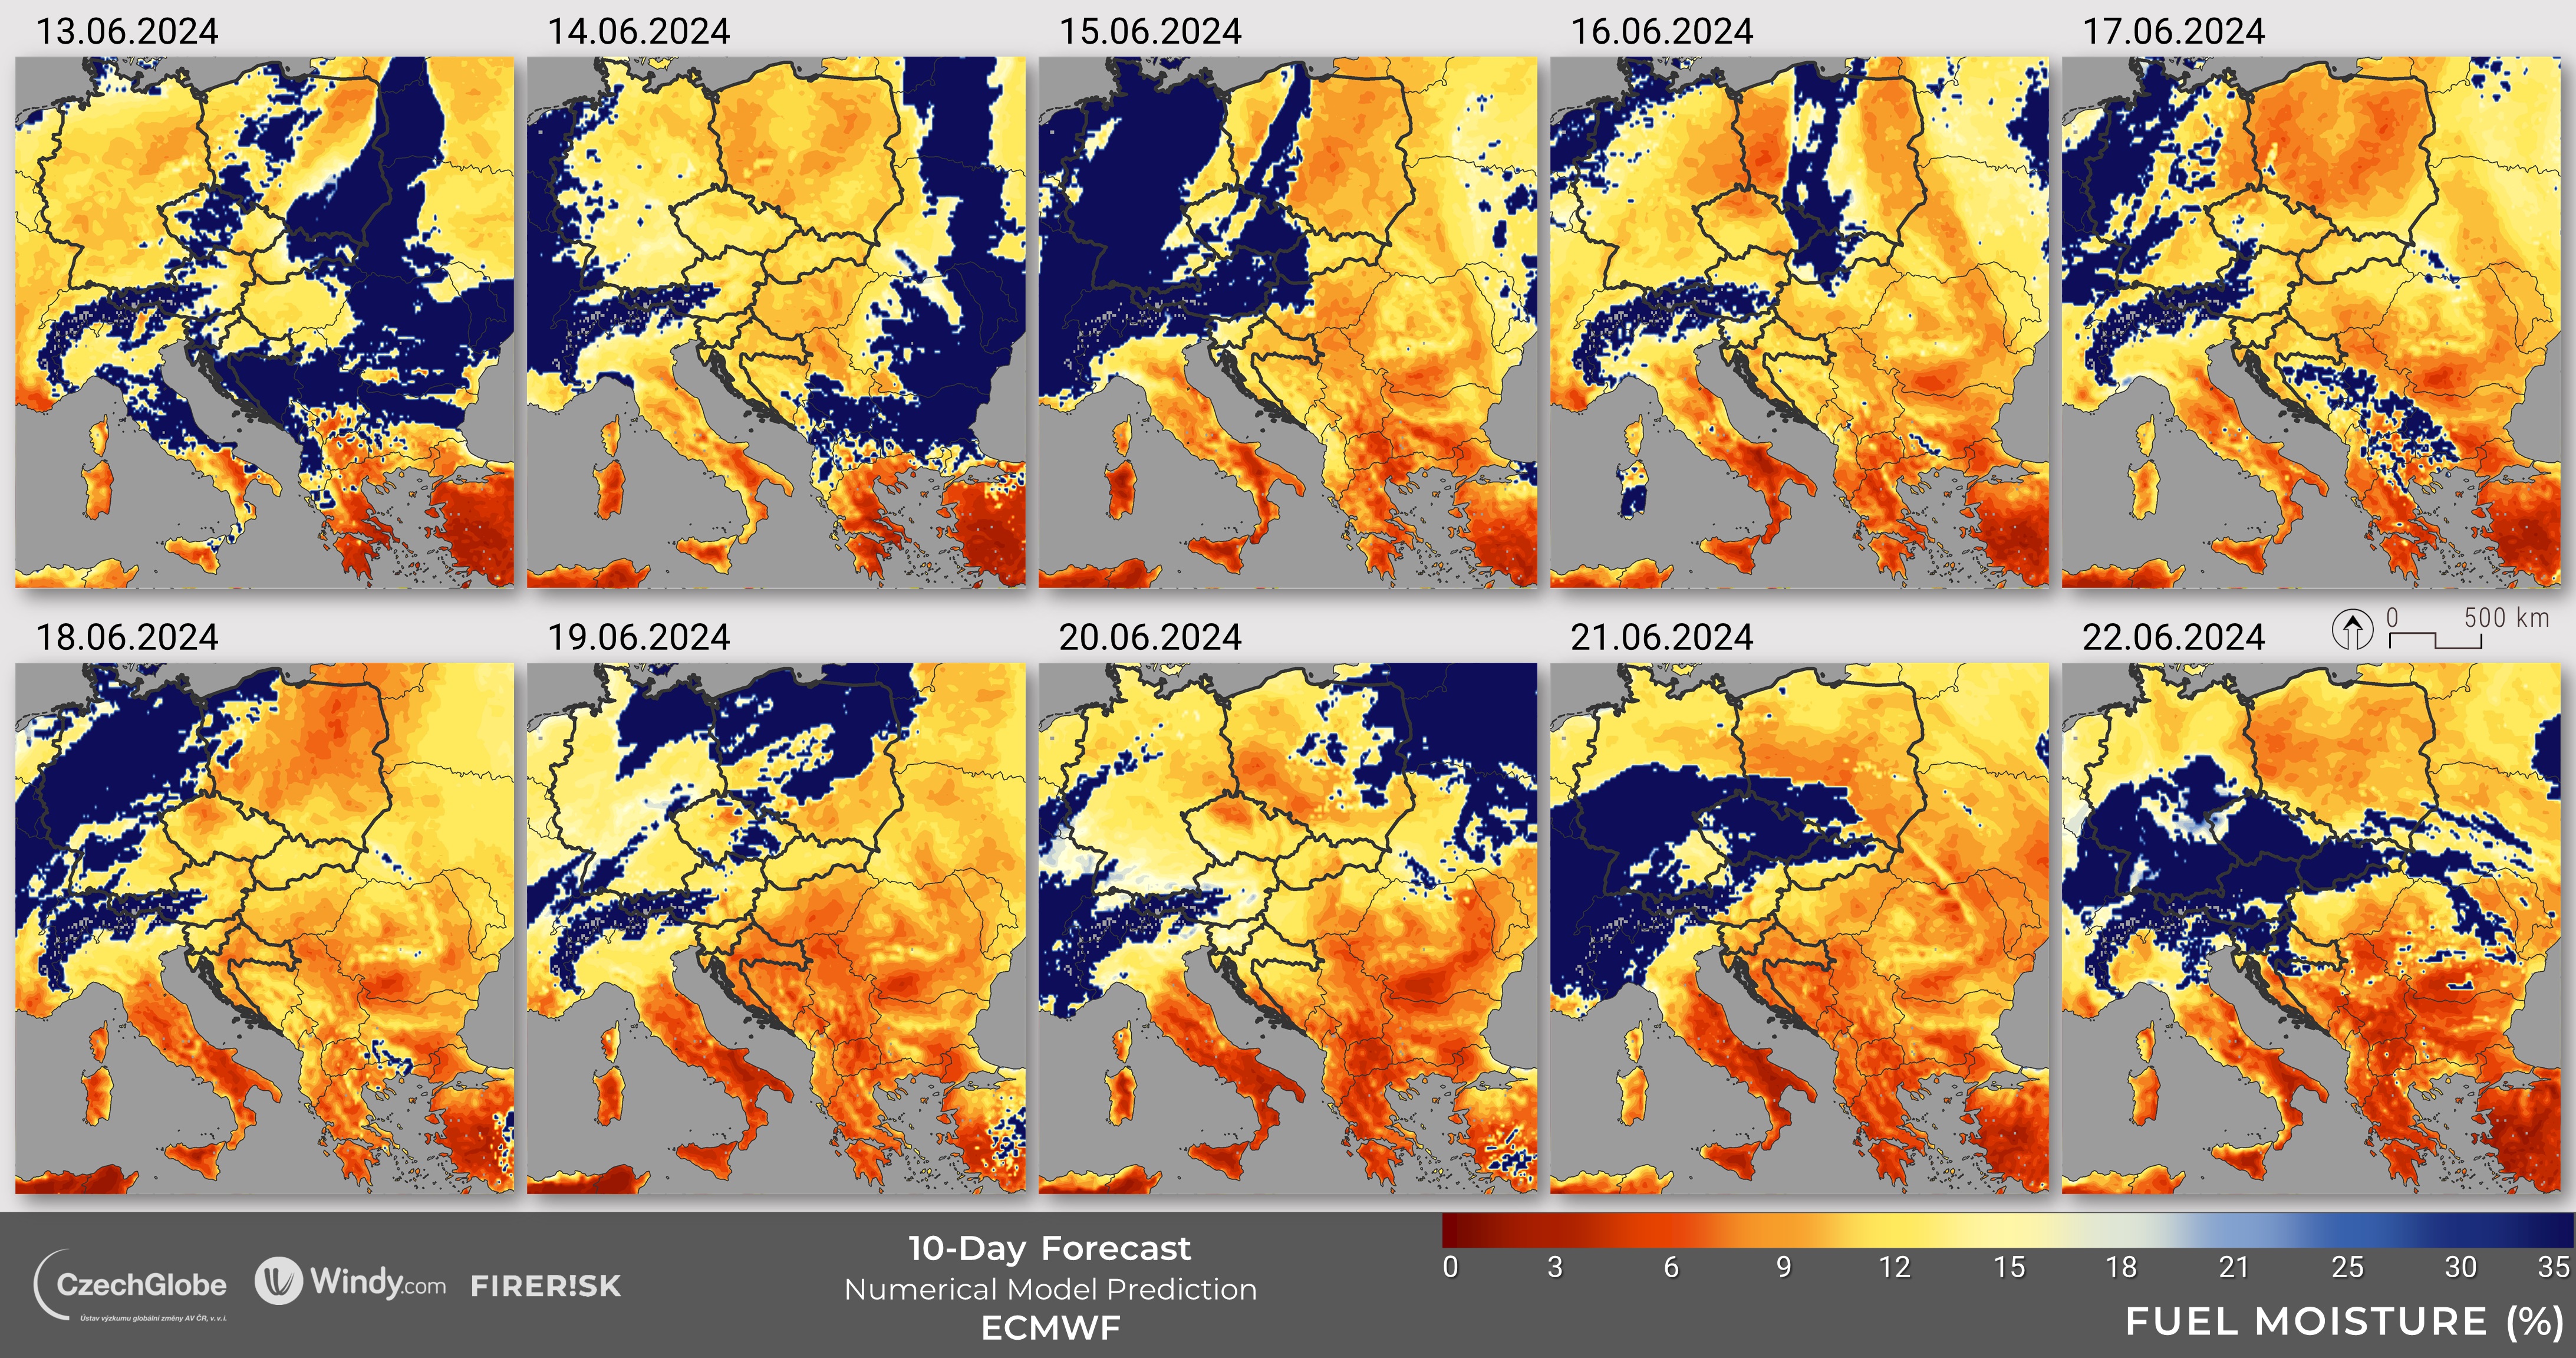 13.06.2024
14.06.2024
15.06.2024
16.06.2024
17.06.2024
0 500 km
18.06.2024
19.06.2024
20.06.2024
21.06.2024
22.06.2024
CzechGlobe
Ústav výzkumu globální změny AV ČR, v. v. i.
Windy.com
FIRER!SK
10-Day Forecast
Numerical Model Prediction
ECMWF
0 3 6 9 12 15 18 21 25 30 35
FUEL MOISTURE (%)